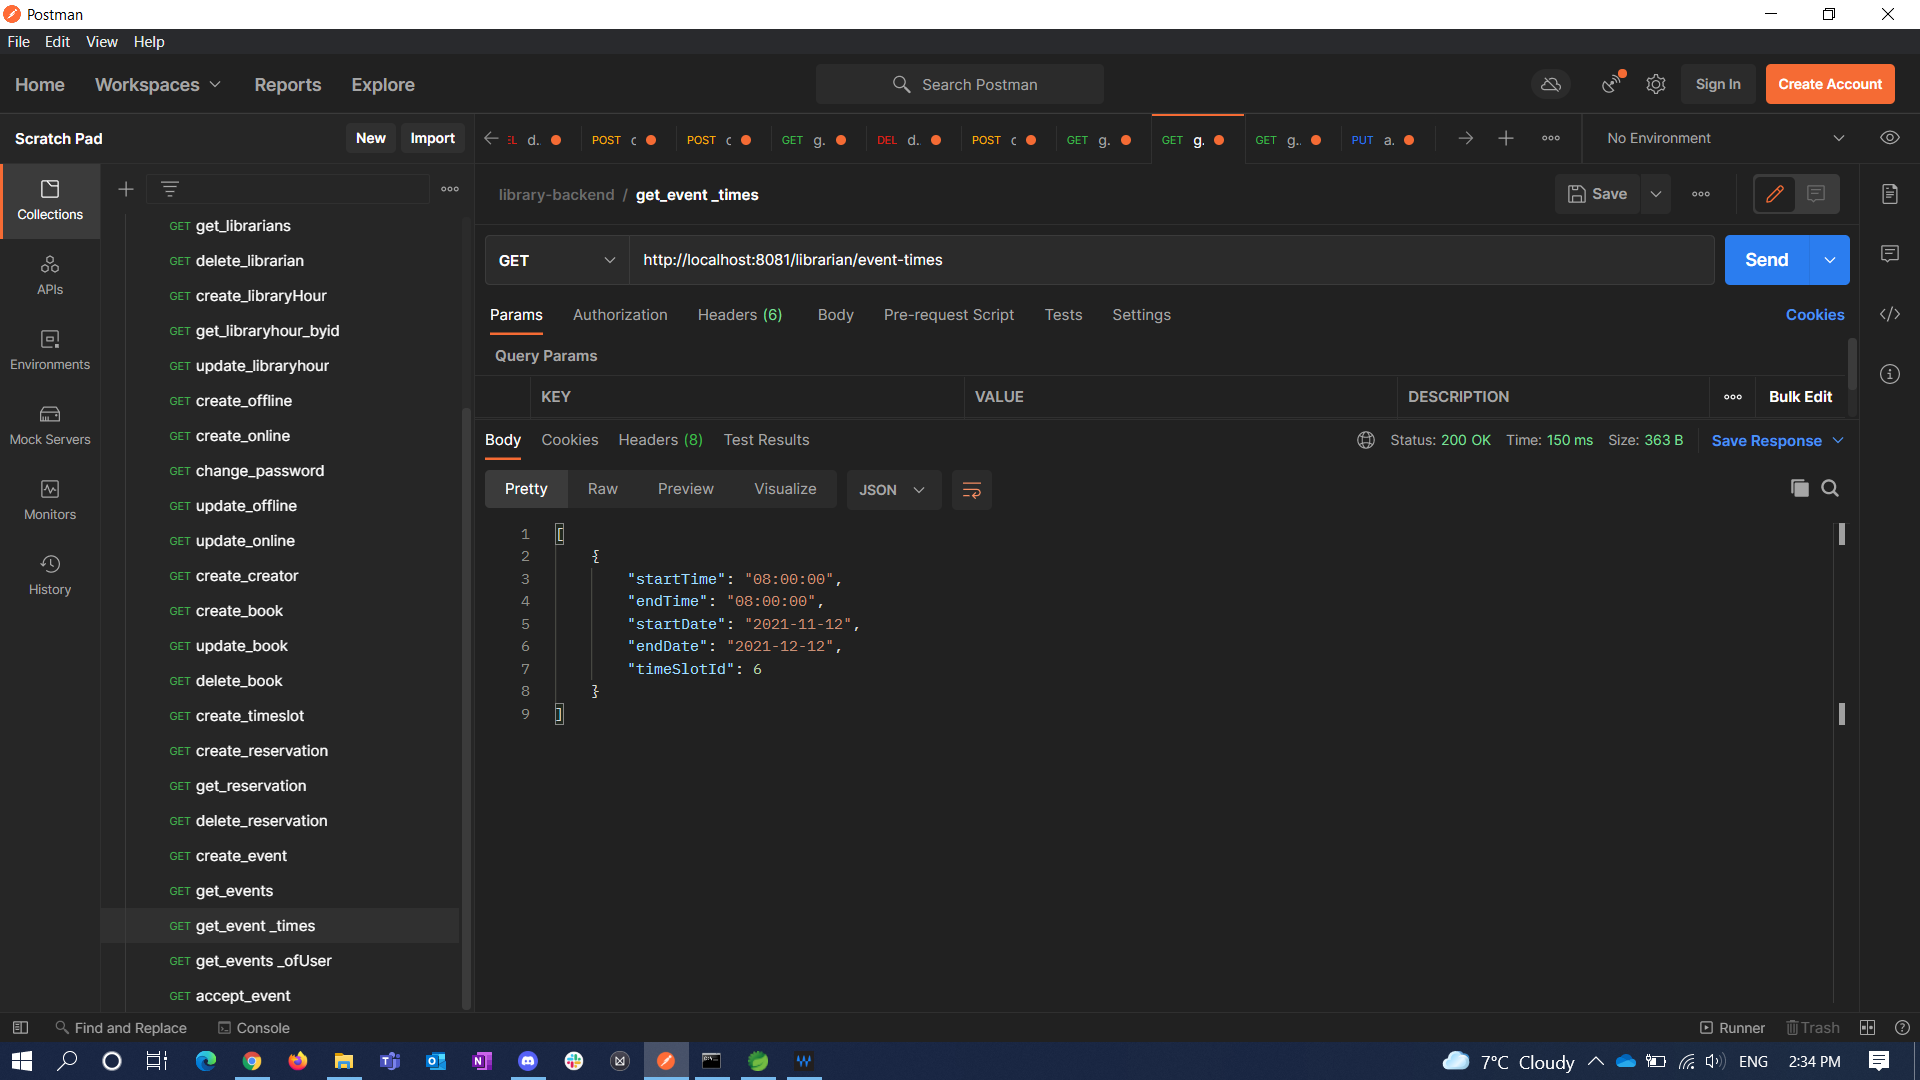 Postman
File Edit View Help
Home Workspaces Reports Explore Search Postman Sign In Create Account
Scratch Pad New Import
EL d. POST c POST c GET g. DEL d. POST c GET g. GET g. GET g.. PUT a. No Environment
library-backend / get_event _times Save
GET http://localhost:8081/librarian/event-times Send
Params Authorization Headers (6) Body Pre-request Script Tests Settings Cookies
Query Params
KEY VALUE DESCRIPTION Bulk Edit
Body Cookies Headers (8) Test Results Status: 200 OK Time: 150 ms Size: 363 B Save Response
Pretty Raw Preview Visualize JSON
1 [
2 {
3 "startTime": "08:00:00",
4 "endTime": "08:00:00",
5 "startDate": "2021-11-12",
6 "endDate": "2021-12-12",
7 "timeSlotId": 6
8 }
9 ]
Collections
APIs
Environments
Mock Servers
Monitors
History
GET get_librarians
GET delete_librarian
GET create_libraryHour
GET get_libraryhour_byid
GET update_libraryhour
GET create_offline
GET create_online
GET change_password
GET update_offline
GET update_online
GET create_creator
GET create_book
GET update_book
GET delete_book
GET create_timeslot
GET create_reservation
GET get_reservation
GET delete_reservation
GET create_event
GET get_events
GET get_event _times
GET get_events _ofUser
GET accept_event
Find and Replace Console Runner Trash
7°C Cloudy ENG 2:34 PM